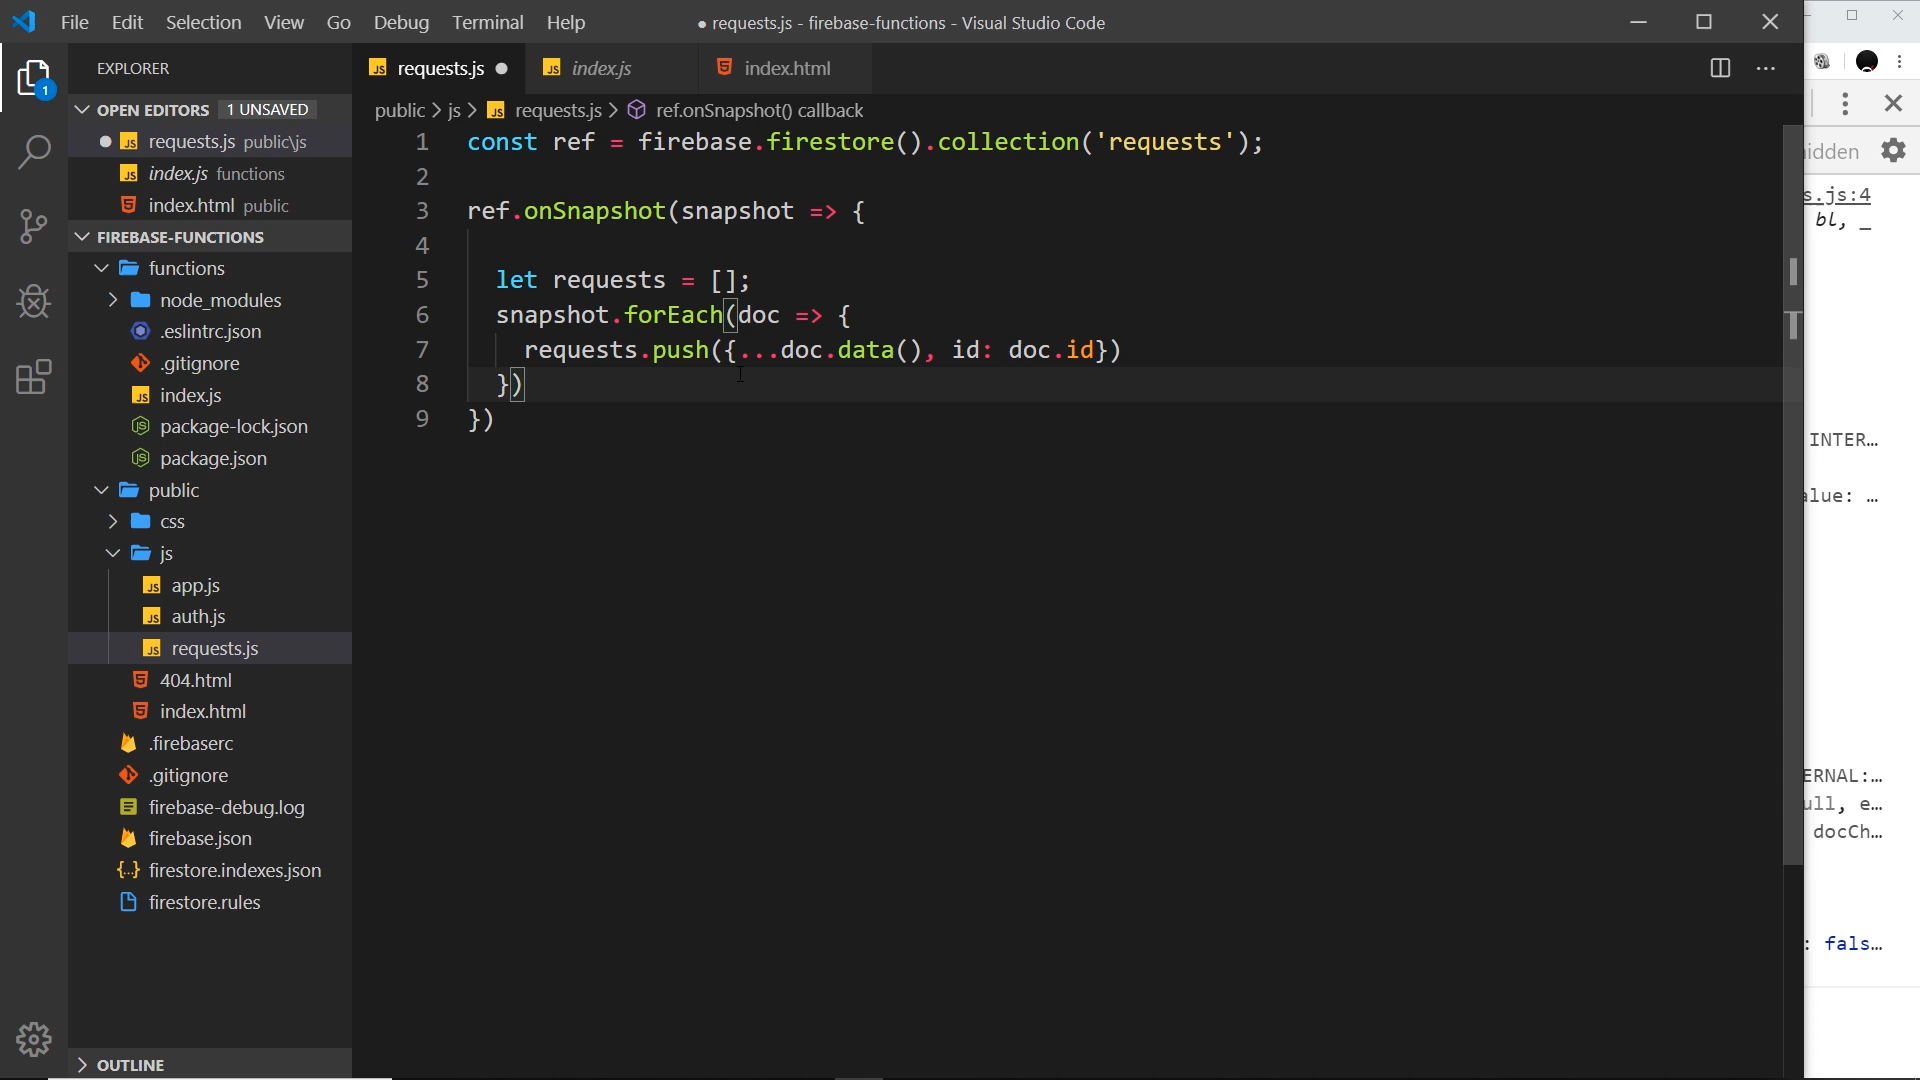 File Edit Selection View Go Debug Terminal Help
● requests.js - firebase-functions - Visual Studio Code
EXPLORER
OPEN EDITORS 1 UNSAVED
requests.js public\js
index.js functions
index.html public
FIREBASE-FUNCTIONS
functions
node_modules
.eslintrc.json
.gitignore
index.js
package-lock.json
package.json
public
css
js
app.js
auth.js
requests.js
404.html
index.html
.firebaserc
.gitignore
firebase-debug.log
firebase.json
firestore.indexes.json
firestore.rules
OUTLINE
1
requests.js index.js index.html
public > js > requests.js > ref.onSnapshot() callback
1 const ref = firebase.firestore().collection('requests');
2
3 ref.onSnapshot(snapshot => {
4
5 let requests = [];
6 snapshot.forEach(doc => {
7 requests.push({...doc.data(), id: doc.id})
8 })
9 })
idden
s.js:4
bl, _
INTER…
alue: …
ERNAL:…
ull, e…
docCh…
: fals…